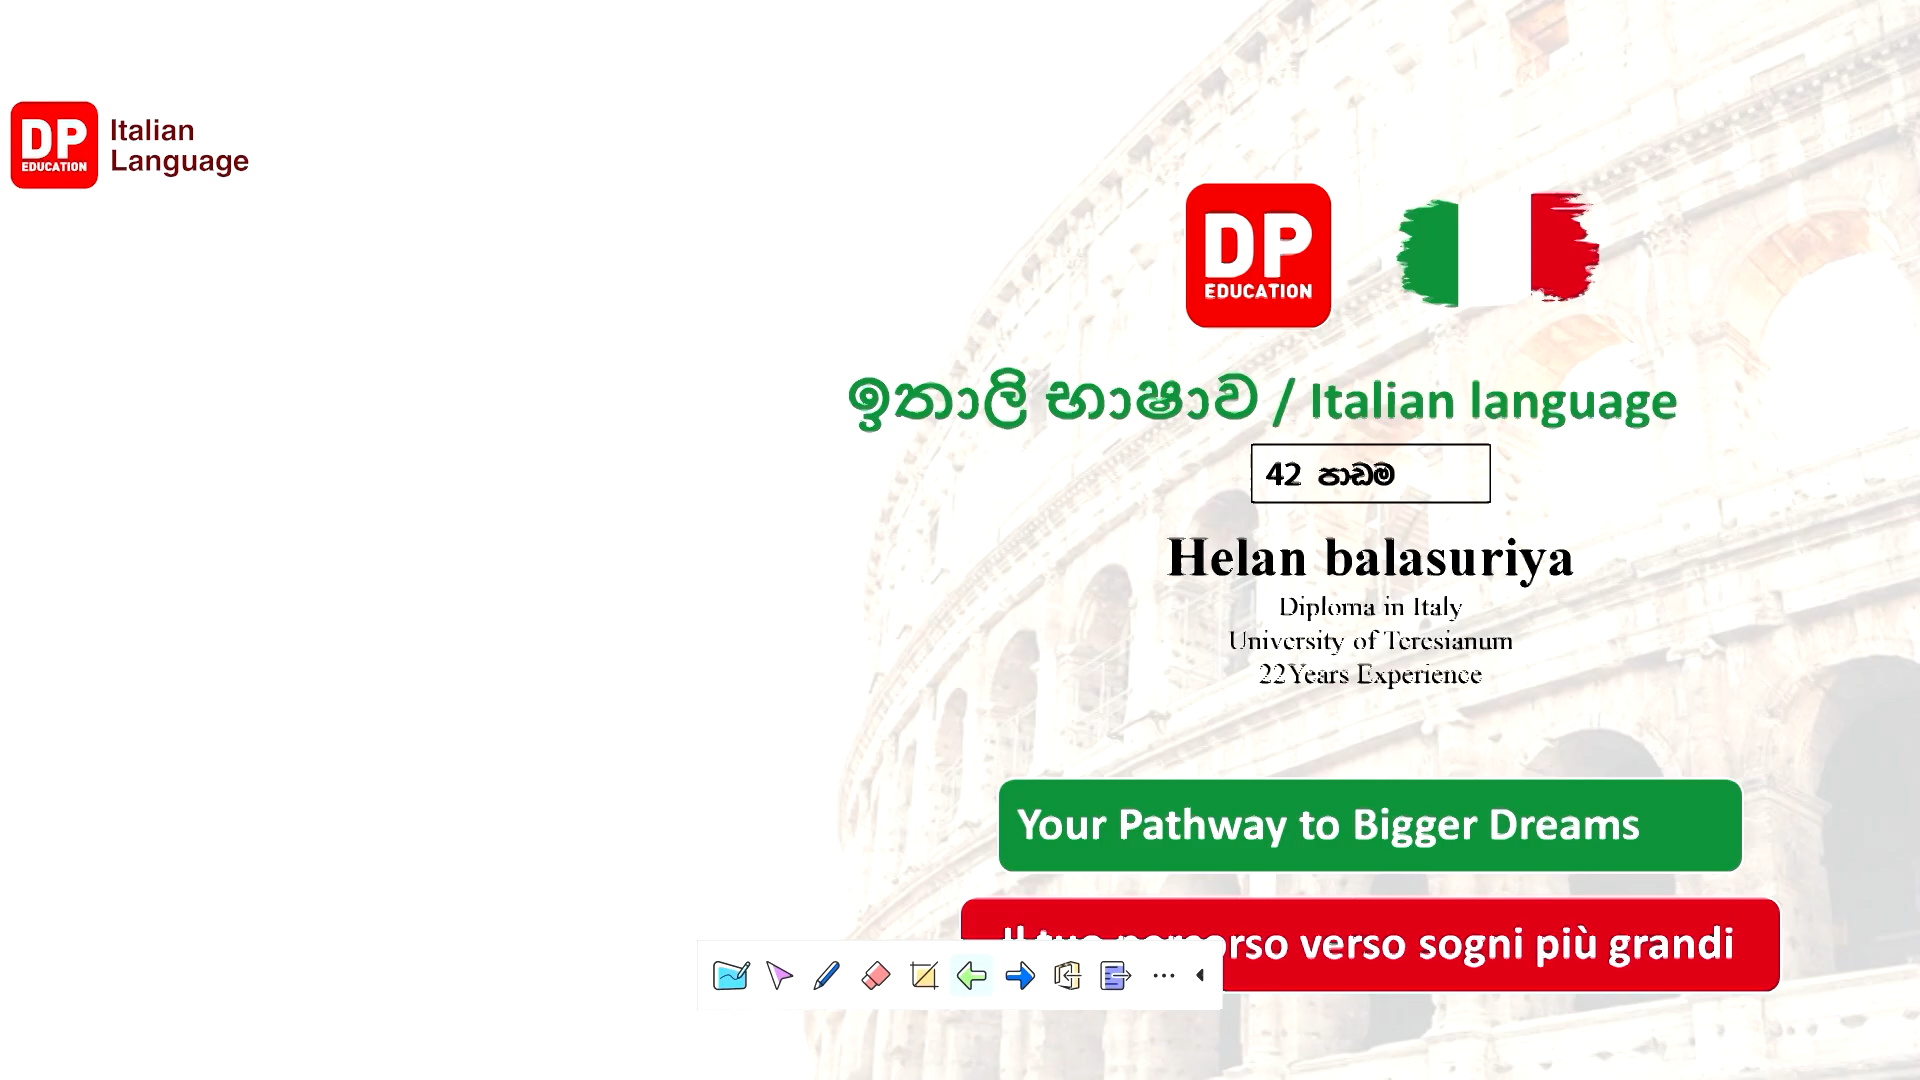 DP
EDUCATION
Italian
Language
DP
EDUCATION
ඉතාලි භාෂාව / Italian language
42 පාඩම
Helan balasuriya
Diploma in Italy
University of Teresianum
22Years Experience
Your Pathway to Bigger Dreams
verso sogni più grandi